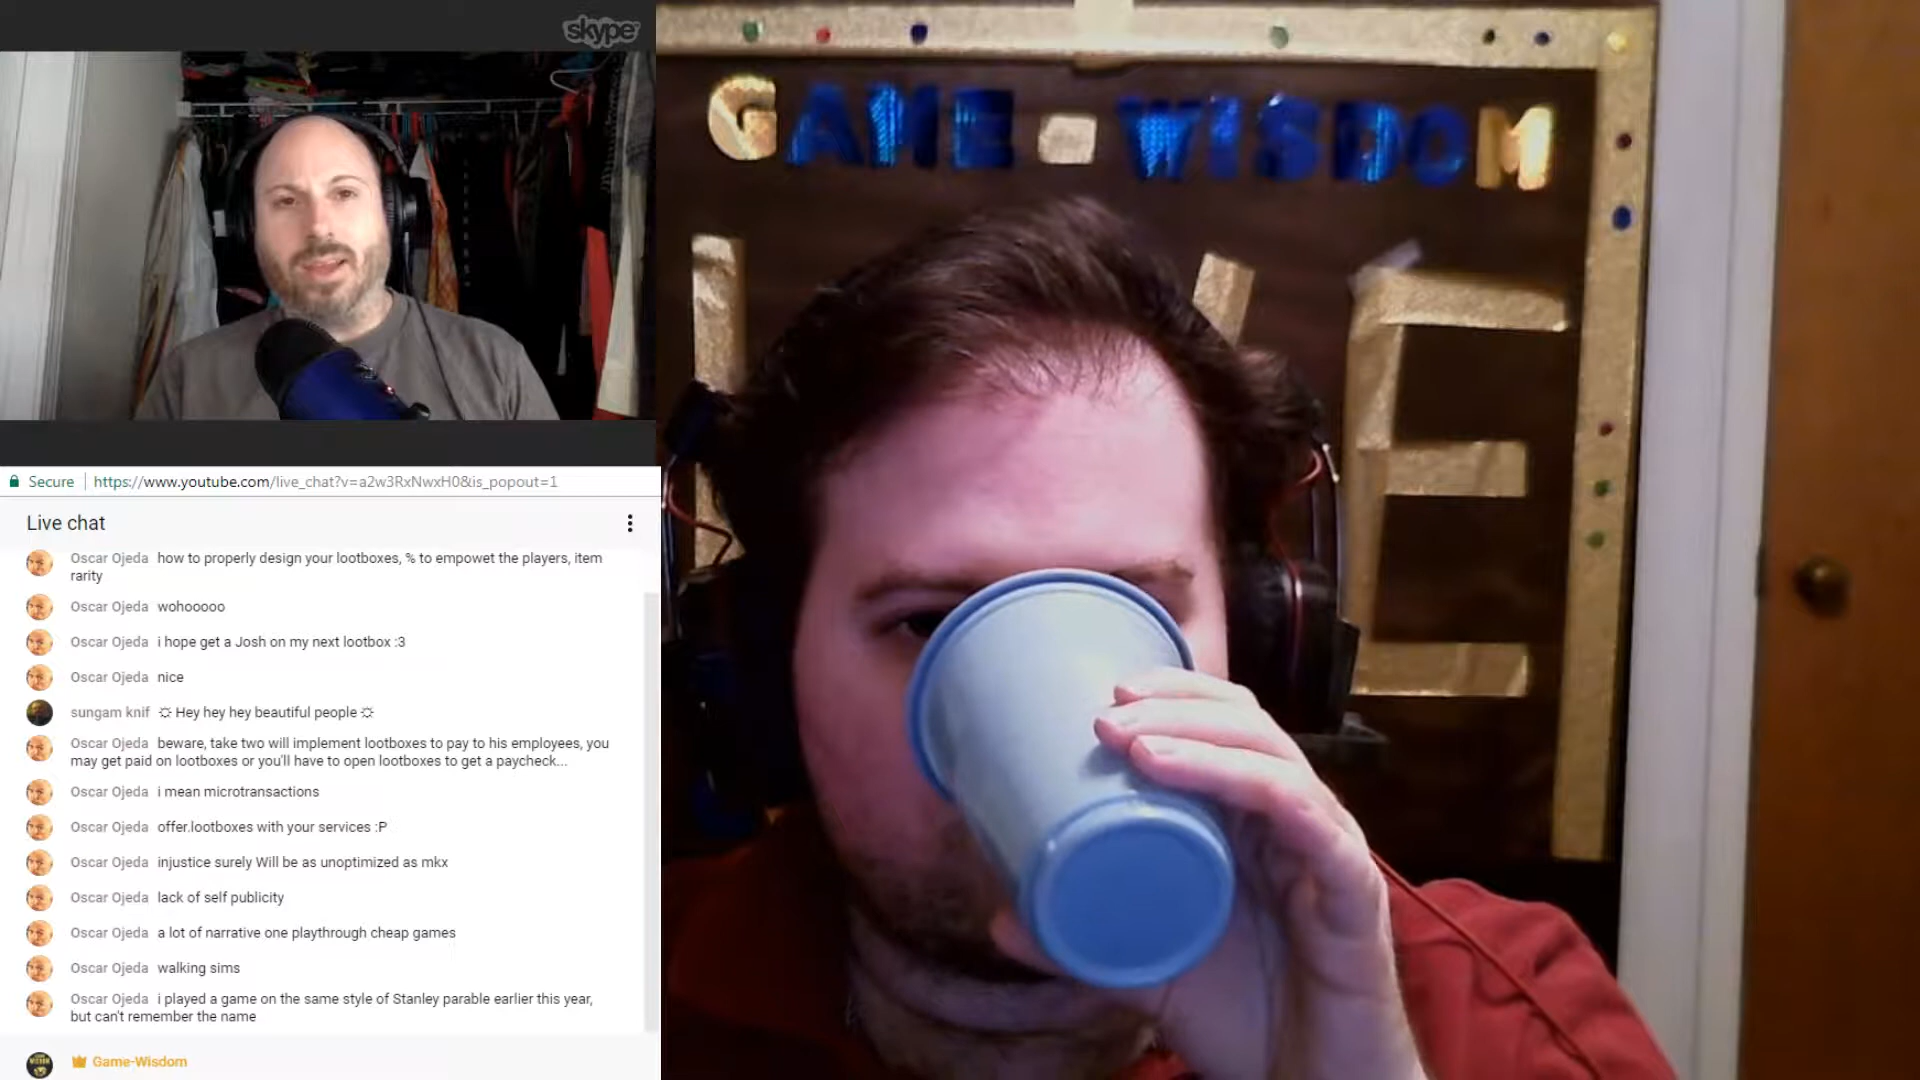 skype
GAME-WISDOM
Secure https://www.youtube.com/live_chat?v=a2w3RxNwxH0&is_popout=1
Live chat
Oscar Ojeda how to properly design your lootboxes, % to empowet the players, item
rarity
Oscar Ojeda wohooooo
Oscar Ojeda i hope get a Josh on my next lootbox :3
Oscar Ojeda nice
sungam knif ☼ Hey hey hey beautiful people ☼
Oscar Ojeda beware, take two will implement lootboxes to pay to his employees, you
may get paid on lootboxes or you'll have to open lootboxes to get a paycheck...
Oscar Ojeda i mean microtransactions
Oscar Ojeda offer.lootboxes with your services :P
Oscar Ojeda injustice surely Will be as unoptimized as mkx
Oscar Ojeda lack of self publicity
Oscar Ojeda a lot of narrative one playthrough cheap games
Oscar Ojeda walking sims
Oscar Ojeda i played a game on the same style of Stanley parable earlier this year,
but can't remember the name
Game-Wisdom